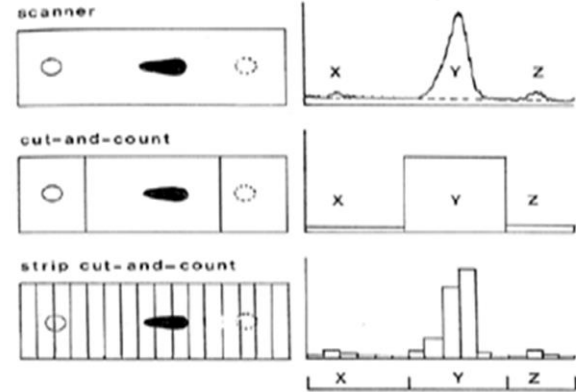 scanner
X Y Z
cut-and-count
X Y Z
strip cut-and-count
X Y Z